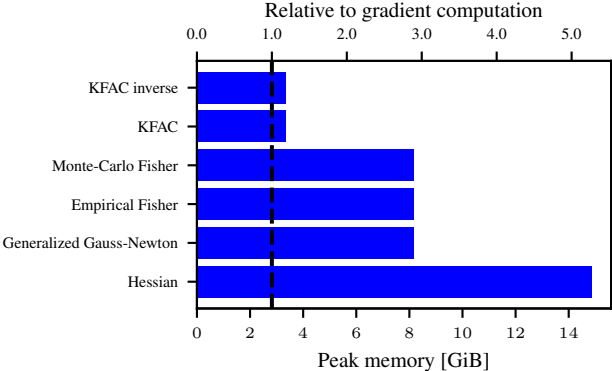 Relative to gradient computation
0.0 1.0 2.0 3.0 4.0 5.0
KFAC inverse
KFAC
Monte-Carlo Fisher
Empirical Fisher
Generalized Gauss-Newton
Hessian
0 2 4 6 8 10 12 14
Peak memory [GiB]